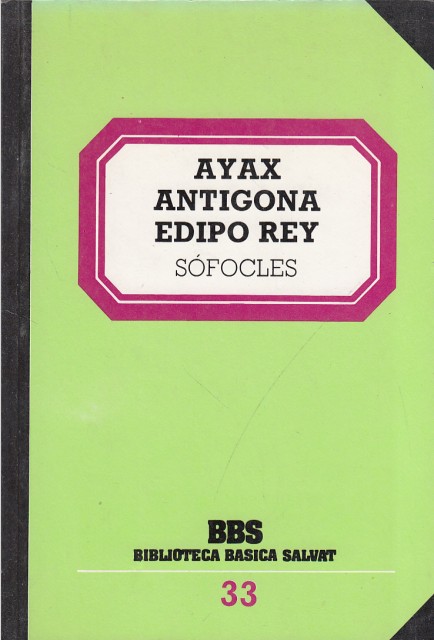 AYAX
ANTIGONA
EDIPO REY
SÓFOCLES
BBS
BIBLIOTECA BASICA SALVAT
33